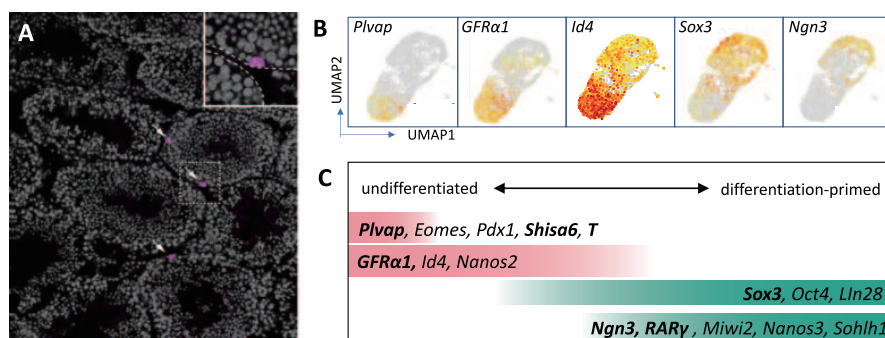 A
B
Plvap GFRα1 Id4 Sox3 Ngn3
UMAP2
UMAP1
C
undifferentiated differentiation-primed
Plvap, Eomes, Pdx1, Shisa6, T
GFRα1, Id4, Nanos2
Sox3, Oct4, LIn28
Ngn3, RARγ , Miwi2, Nanos3, Sohlh1